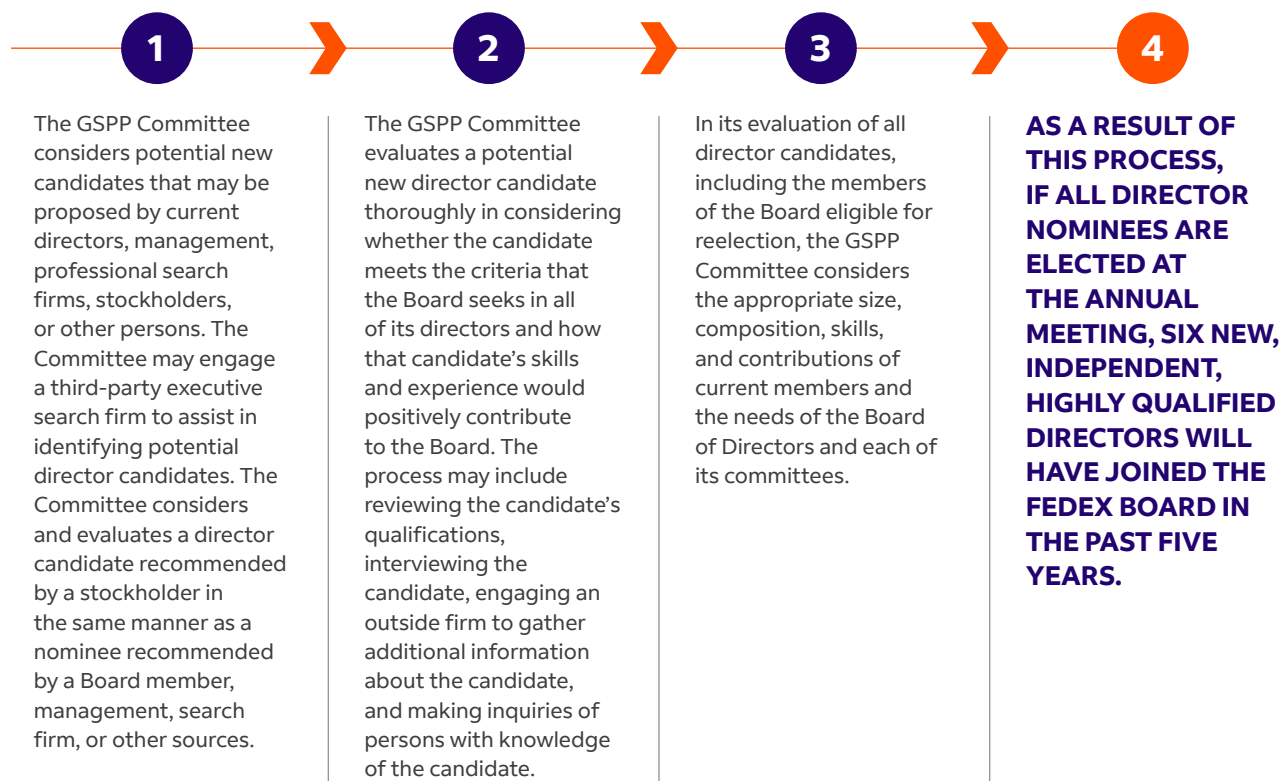 1
The GSPP Committee
considers potential new
candidates that may be
proposed by current
directors, management,
professional search
firms, stockholders,
or other persons. The
Committee may engage
a third-party executive
search firm to assist in
identifying potential
director candidates. The
Committee considers
and evaluates a director
candidate recommended
by a stockholder in
the same manner as a
nominee recommended
by a Board member,
management, search
firm, or other sources.
2
The GSPP Committee
evaluates a potential
new director candidate
thoroughly in considering
whether the candidate
meets the criteria that
the Board seeks in all
of its directors and how
that candidate’s skills
and experience would
positively contribute
to the Board. The
process may include
reviewing the candidate’s
qualifications,
interviewing the
candidate, engaging an
outside firm to gather
additional information
about the candidate,
and making inquiries of
persons with knowledge
of the candidate.
3
In its evaluation of all
director candidates,
including the members
of the Board eligible for
reelection, the GSPP
Committee considers
the appropriate size,
composition, skills,
and contributions of
current members and
the needs of the Board
of Directors and each of
its committees.
4
AS A RESULT OF
THIS PROCESS,
IF ALL DIRECTOR
NOMINEES ARE
ELECTED AT
THE ANNUAL
MEETING, SIX NEW,
INDEPENDENT,
HIGHLY QUALIFIED
DIRECTORS WILL
HAVE JOINED THE
FEDEX BOARD IN
THE PAST FIVE
YEARS.